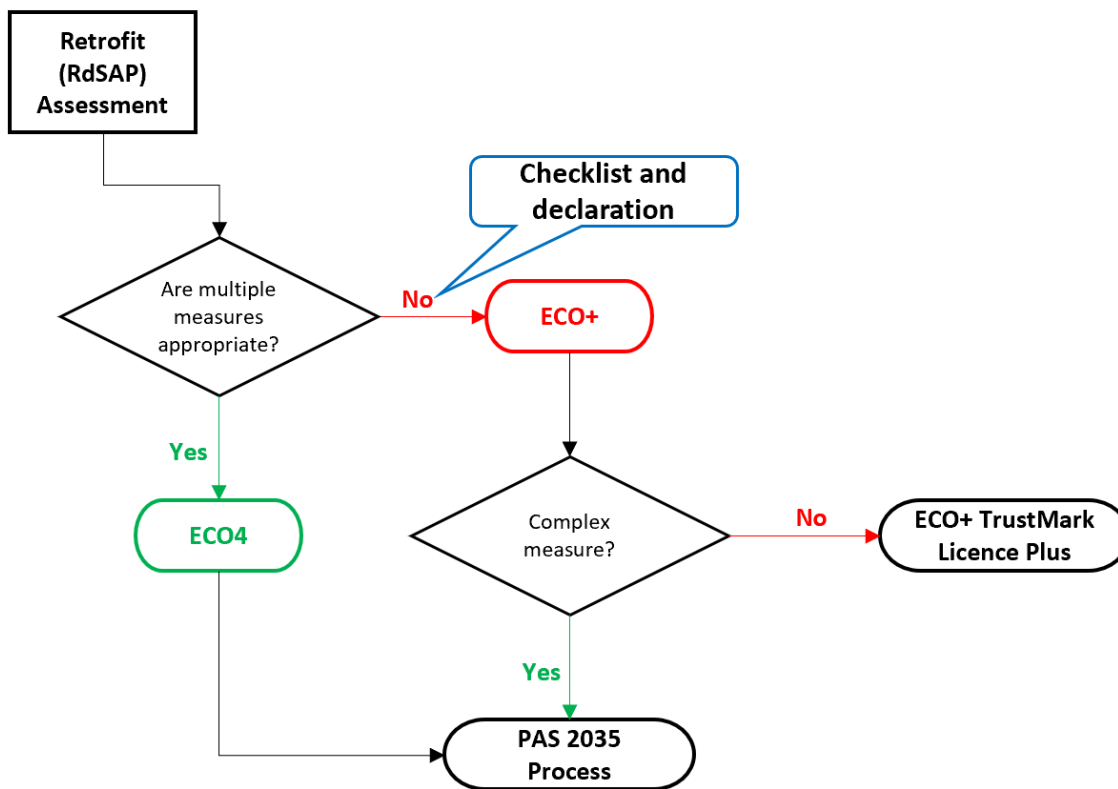 Retrofit
(RdSAP)
Assessment
Checklist and
declaration
Are multiple
measures
appropriate?
No
ECO+
Yes
ECO4
Complex
measure?
No
ECO+ TrustMark
Licence Plus
Yes
PAS 2035
Process